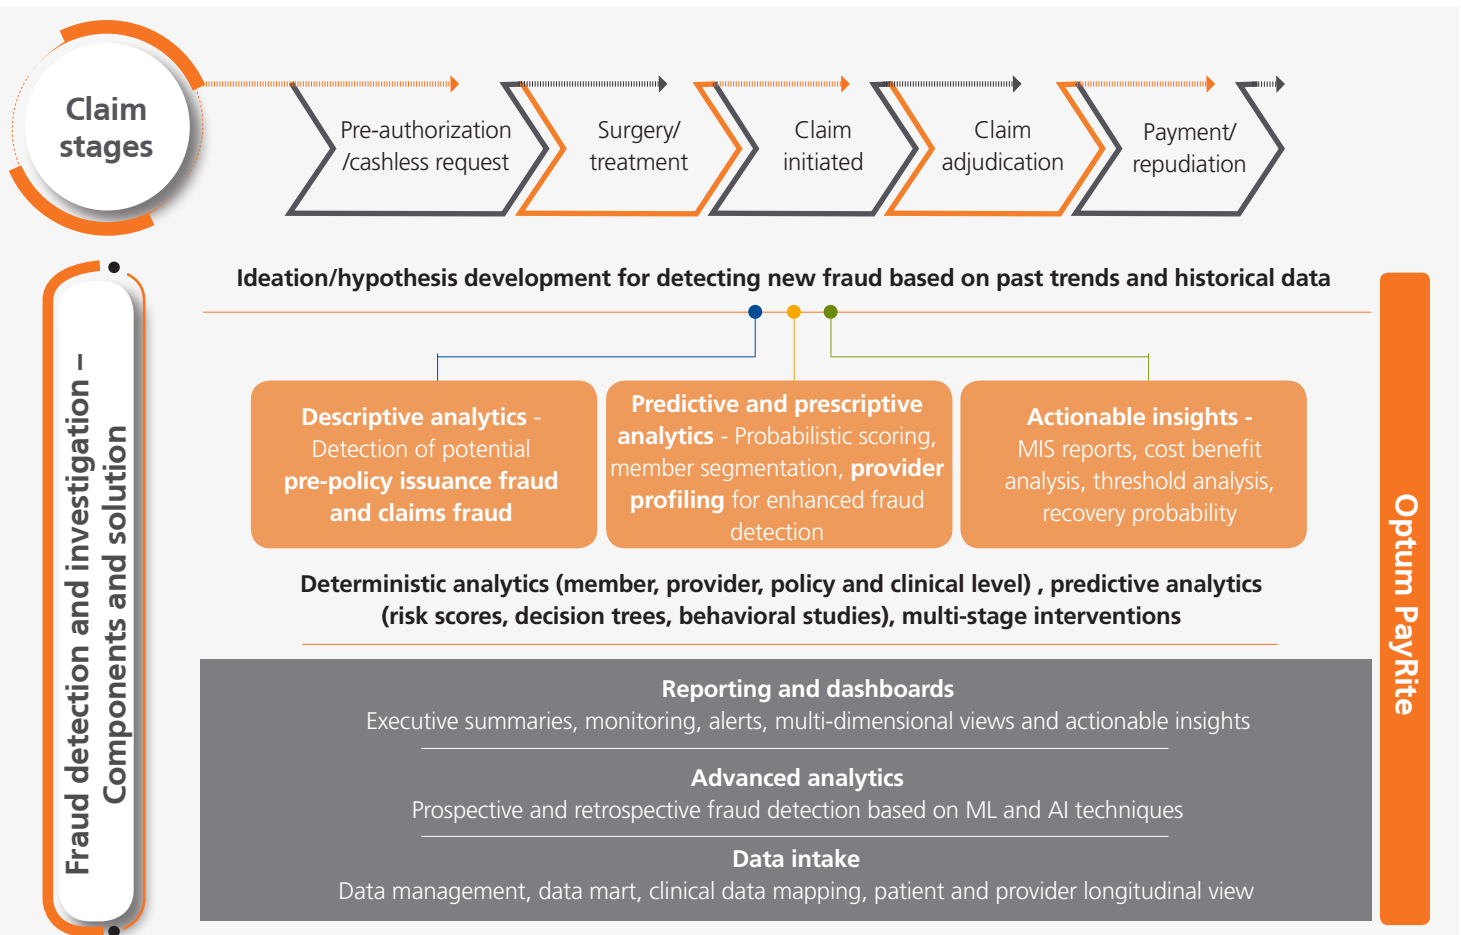 Claim
stages
Pre-authorization
/cashless request
Surgery/
treatment
Claim
initiated
Claim
adjudication
Payment/
repudiation
Fraud detection and investigation –
Components and solution
Ideation/hypothesis development for detecting new fraud based on past trends and historical data
Descriptive analytics -
Detection of potential
pre-policy issuance fraud
and claims fraud
Predictive and prescriptive
analytics - Probabilistic scoring,
member segmentation, provider
profiling for enhanced fraud
detection
Actionable insights -
MIS reports, cost benefit
analysis, threshold analysis,
recovery probability
Deterministic analytics (member, provider, policy and clinical level) , predictive analytics
(risk scores, decision trees, behavioral studies), multi-stage interventions
Reporting and dashboards
Executive summaries, monitoring, alerts, multi-dimensional views and actionable insights
Advanced analytics
Prospective and retrospective fraud detection based on ML and AI techniques
Data intake
Data management, data mart, clinical data mapping, patient and provider longitudinal view
Optum PayRite